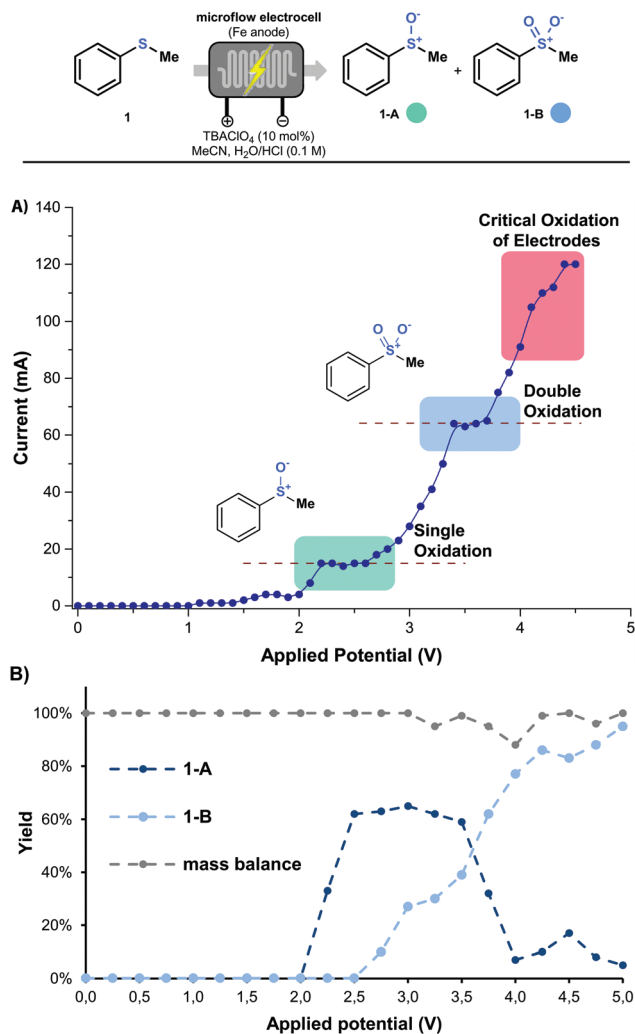 microflow electrocell
(Fe anode)
S
Me
1
+
−
TBAClO₄ (10 mol%)
MeCN, H₂O/HCl (0.1 M)
O⁻
S⁺
Me
1-A
+
O
O⁻
S⁺
Me
1-B
A)
140
120
100
80
60
40
20
0
Current (mA)
Critical Oxidation
of Electrodes
O
O⁻
S⁺
Me
Double
Oxidation
O⁻
S⁺
Me
Single
Oxidation
0
1
2
3
4
5
Applied Potential (V)
B)
100%
80%
60%
40%
20%
0%
Yield
1-A
1-B
mass balance
0,0
0,5
1,0
1,5
2,0
2,5
3,0
3,5
4,0
4,5
5,0
Applied potential (V)